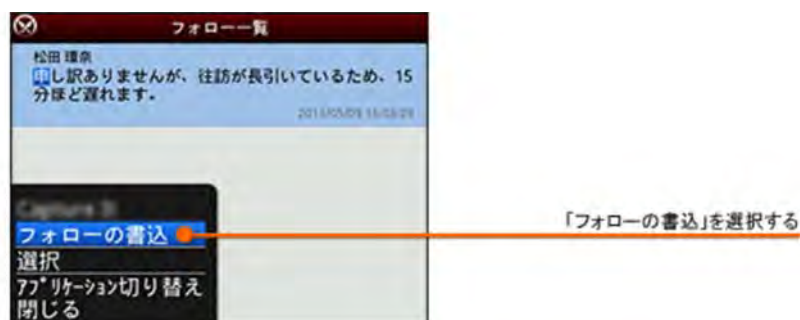 フォロー一覧
松田 環奈
申し訳ありませんが、往訪が長引いているため、15
分ほど遅れます。
フォローの書込
「フォローの書込」を選択する
選択
アプリケーション切り替え
閉じる